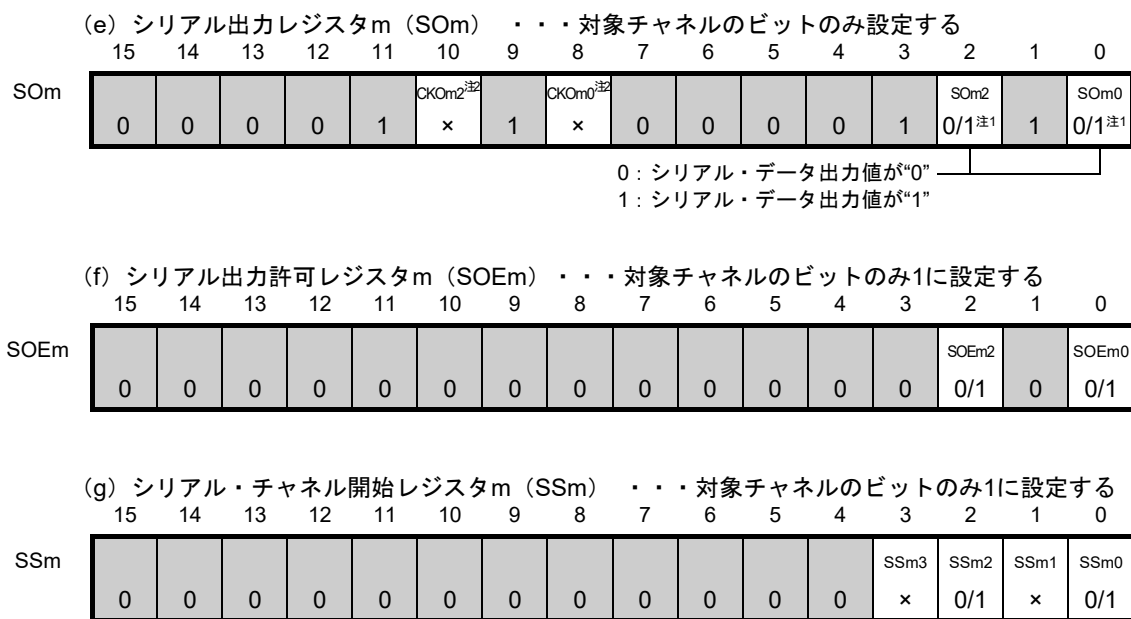 (e) シリアル出力レジスタm（SOm） ・・・対象チャネルのビットのみ設定する
15 14 13 12 11 10 9 8 7 6 5 4 3 2 1 0
SOm
CKOm2注2 CKOm0注2 SOm2 SOm0
0 0 0 0 1 × 1 × 0 0 0 0 1 0/1注1 1 0/1注1
0：シリアル・データ出力値が“0”
1：シリアル・データ出力値が“1”
(f) シリアル出力許可レジスタm（SOEm）・・・対象チャネルのビットのみ1に設定する
15 14 13 12 11 10 9 8 7 6 5 4 3 2 1 0
SOEm
SOEm2 SOEm0
0 0 0 0 0 0 0 0 0 0 0 0 0 0/1 0 0/1
(g) シリアル・チャネル開始レジスタm（SSm） ・・・対象チャネルのビットのみ1に設定する
15 14 13 12 11 10 9 8 7 6 5 4 3 2 1 0
SSm
SSm3 SSm2 SSm1 SSm0
0 0 0 0 0 0 0 0 0 0 0 0 × 0/1 × 0/1